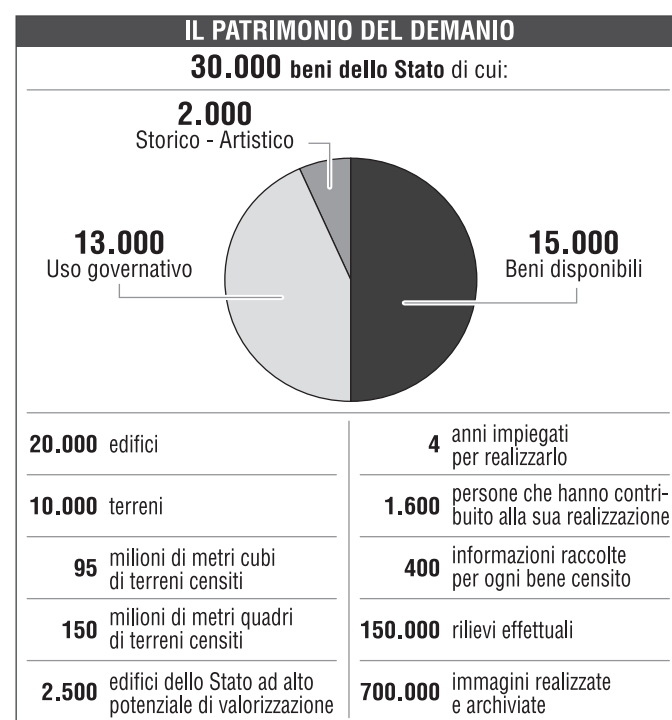 IL PATRIMONIO DEL DEMANIO
30.000 beni dello Stato di cui:
2.000
Storico - Artistico
13.000
Uso governativo
15.000
Beni disponibili
20.000 edifici
10.000 terreni
95 milioni di metri cubi
di terreni censiti
150 milioni di metri quadri
di terreni censiti
2.500 edifici dello Stato ad alto
potenziale di valorizzazione
4 anni impiegati
per realizzarlo
1.600 persone che hanno contri-
buito alla sua realizzazione
400 informazioni raccolte
per ogni bene censito
150.000 rilievi effettuali
700.000 immagini realizzate
e archiviate